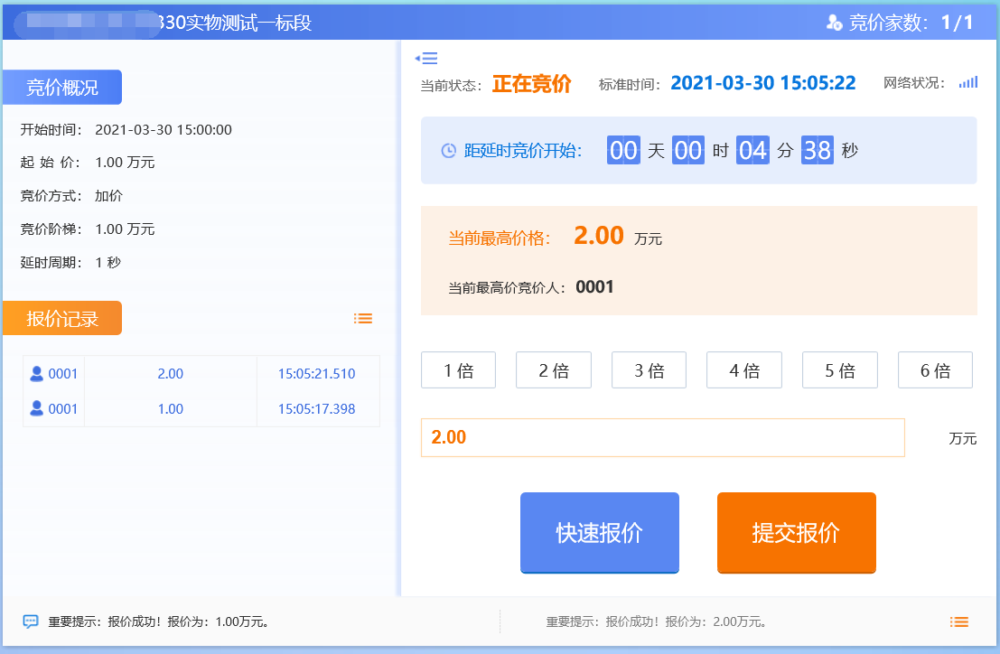 330实物测试一标段
竞价家数：1/1
竞价概况
开始时间：2021-03-30 15:00:00
起 始 价：1.00 万元
竞价方式：加价
竞价阶梯：1.00 万元
延时周期：1 秒
报价记录
0001 2.00 15:05:21.510
0001 1.00 15:05:17.398
当前状态：正在竞价 标准时间：2021-03-30 15:05:22 网络状况：
距延时竞价开始：00 天 00 时 04 分 38 秒
当前最高价格：2.00 万元
当前最高价竞价人：0001
1 倍 2 倍 3 倍 4 倍 5 倍 6 倍
2.00 万元
快速报价 提交报价
重要提示：报价成功！报价为：1.00万元。
重要提示：报价成功！报价为：2.00万元。